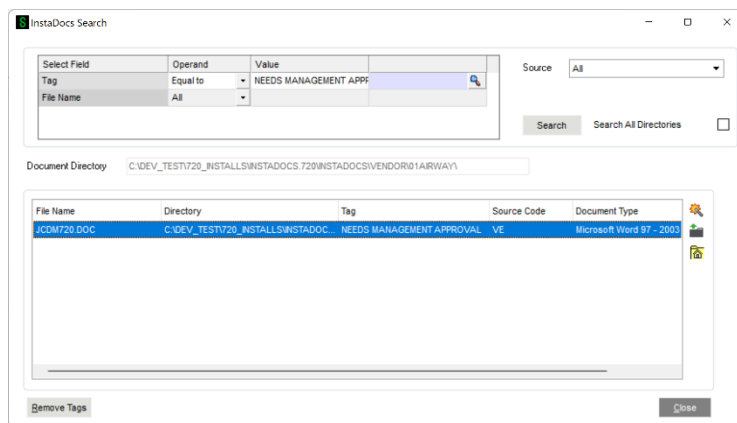 InstaDocs Search
Select Field Operand Value
Tag Equal to NEEDS MANAGEMENT APPR
File Name All
Source All
Search Search All Directories
Document Directory C:\DEV_TEST\720_INSTALLS\INSTADOCS.720\INSTADOCS\VENDOR\01AIRWAY\
File Name Directory Tag Source Code Document Type
JCDM720.DOC C:\DEV_TEST\720_INSTALLS\INSTADOC... NEEDS MANAGEMENT APPROVAL VE Microsoft Word 97 - 2003
Remove Tags Close